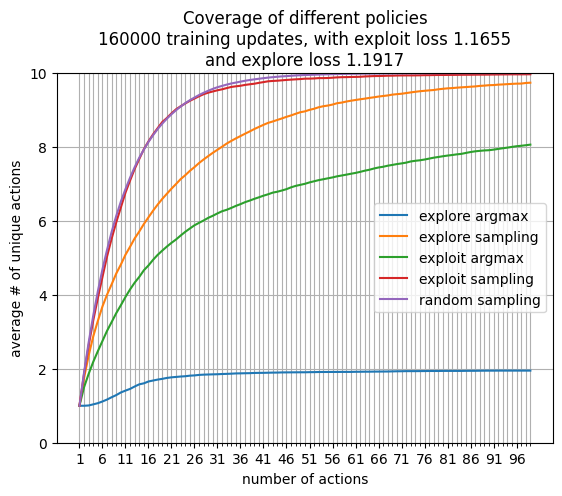 Coverage of different policies
160000 training updates, with exploit loss 1.1655
and explore loss 1.1917
10
8
6
4
2
0
average # of unique actions
explore argmax
explore sampling
exploit argmax
exploit sampling
random sampling
1 6 11 16 21 26 31 36 41 46 51 56 61 66 71 76 81 86 91 96
number of actions